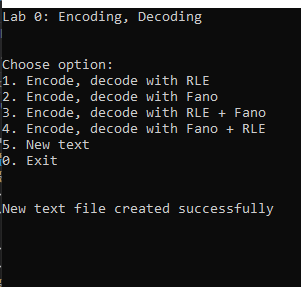 Lab 0: Encoding, Decoding
Choose option:
1. Encode, decode with RLE
2. Encode, decode with Fano
3. Encode, decode with RLE + Fano
4. Encode, decode with Fano + RLE
5. New text
0. Exit
New text file created successfully